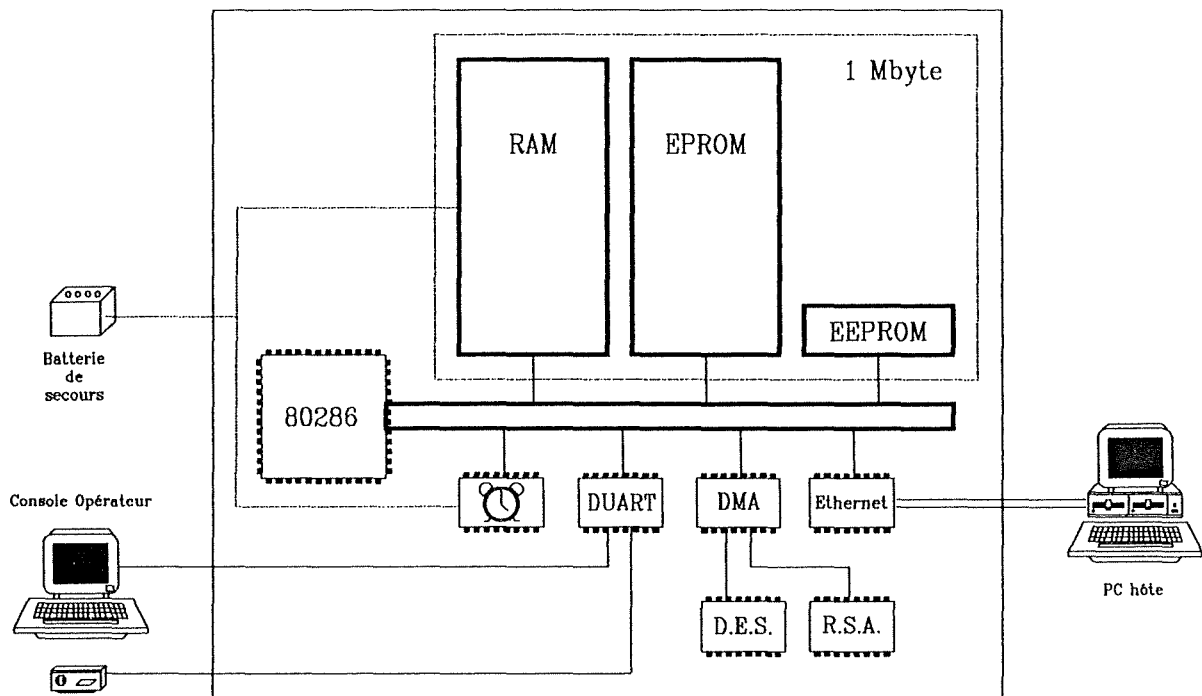 1 Mbyte
RAM
EPROM
EEPROM
Batterie
de
secours
80286
Console Opérateur
DUART
DMA
Ethernet
PC hôte
D.E.S.
R.S.A.